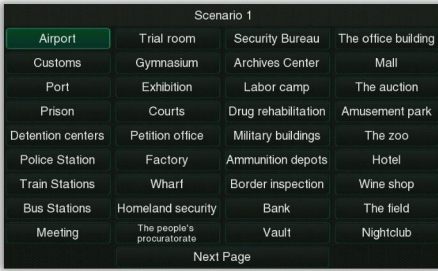 Scenario 1
Airport Trial room Security Bureau The office building
Customs Gymnasium Archives Center Mall
Port Exhibition Labor camp The auction
Prison Courts Drug rehabilitation Amusement park
Detention centers Petition office Military buildings The zoo
Police Station Factory Ammunition depots Hotel
Train Stations Wharf Border inspection Wine shop
Bus Stations Homeland security Bank The field
Meeting The people's procuratorate Vault Nightclub
Next Page